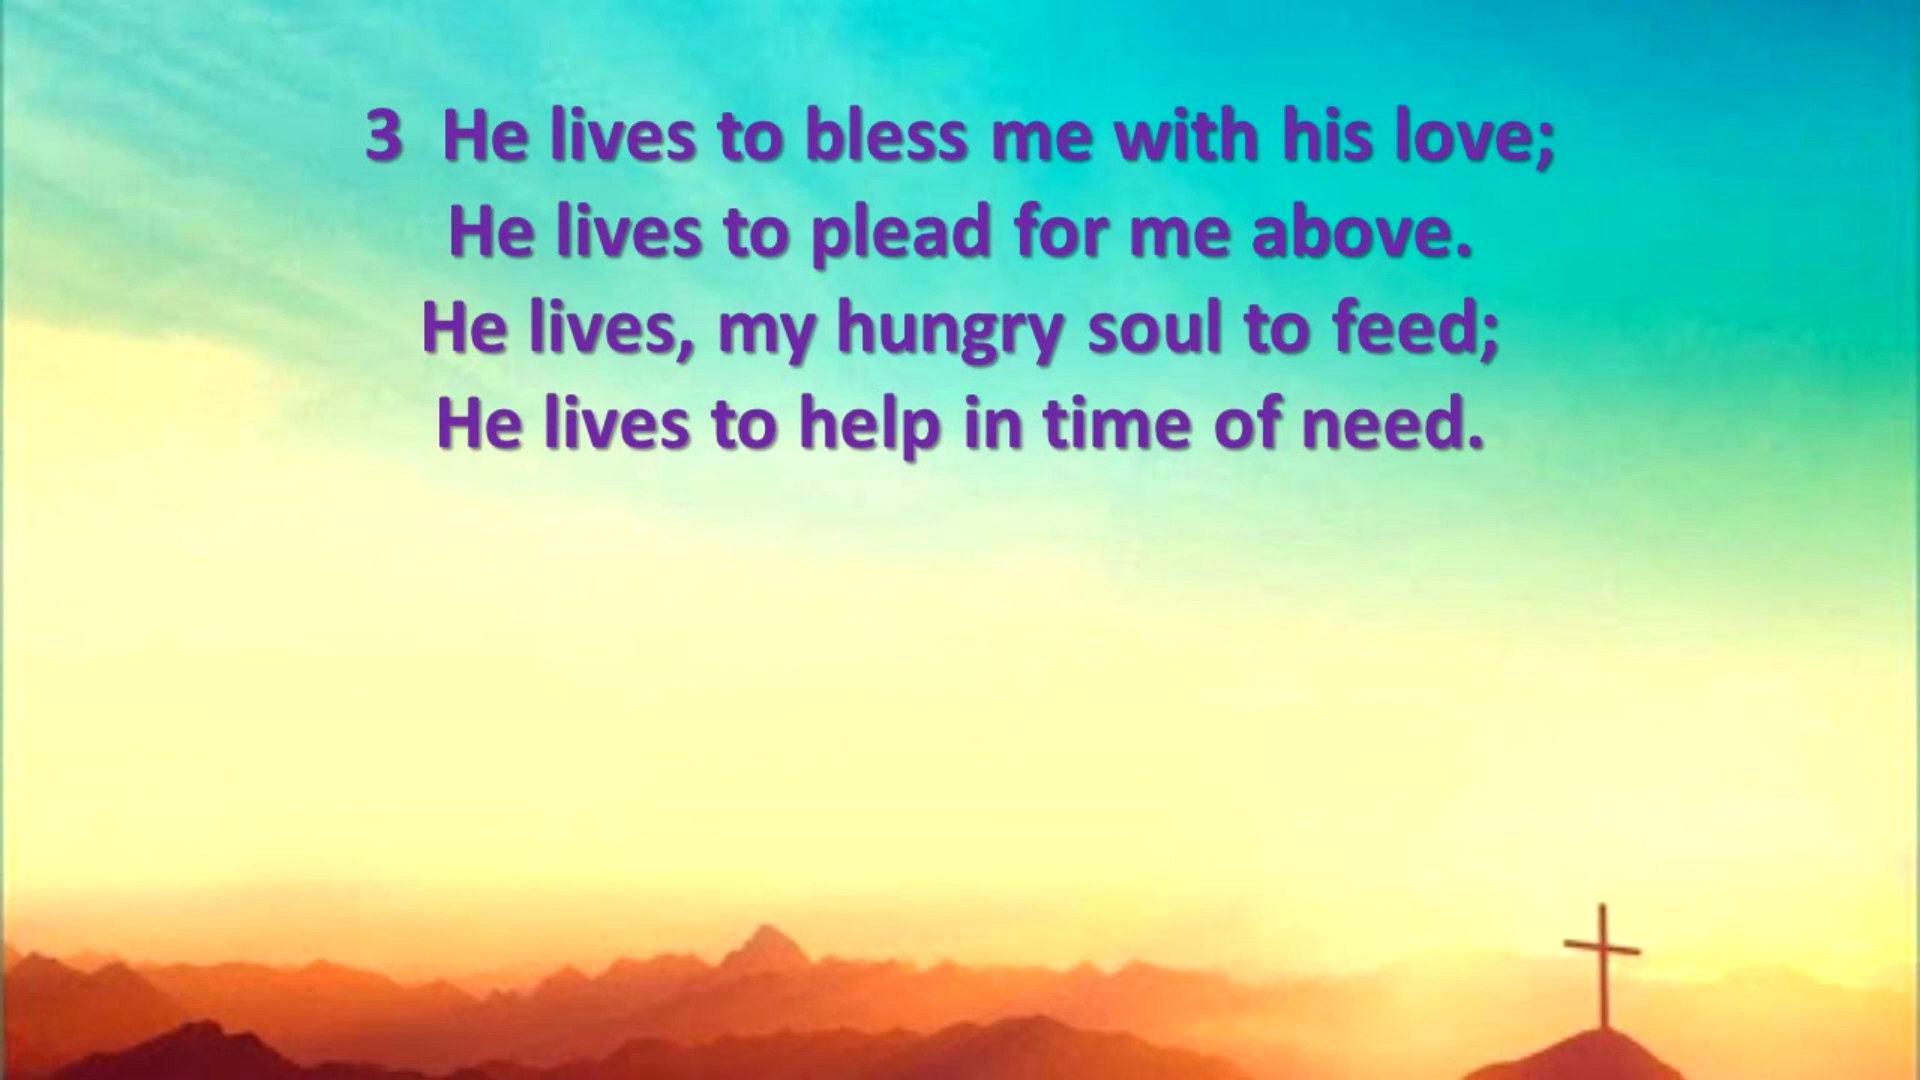 3 He lives to bless me with his love;
He lives to plead for me above.
He lives, my hungry soul to feed;
He lives to help in time of need.